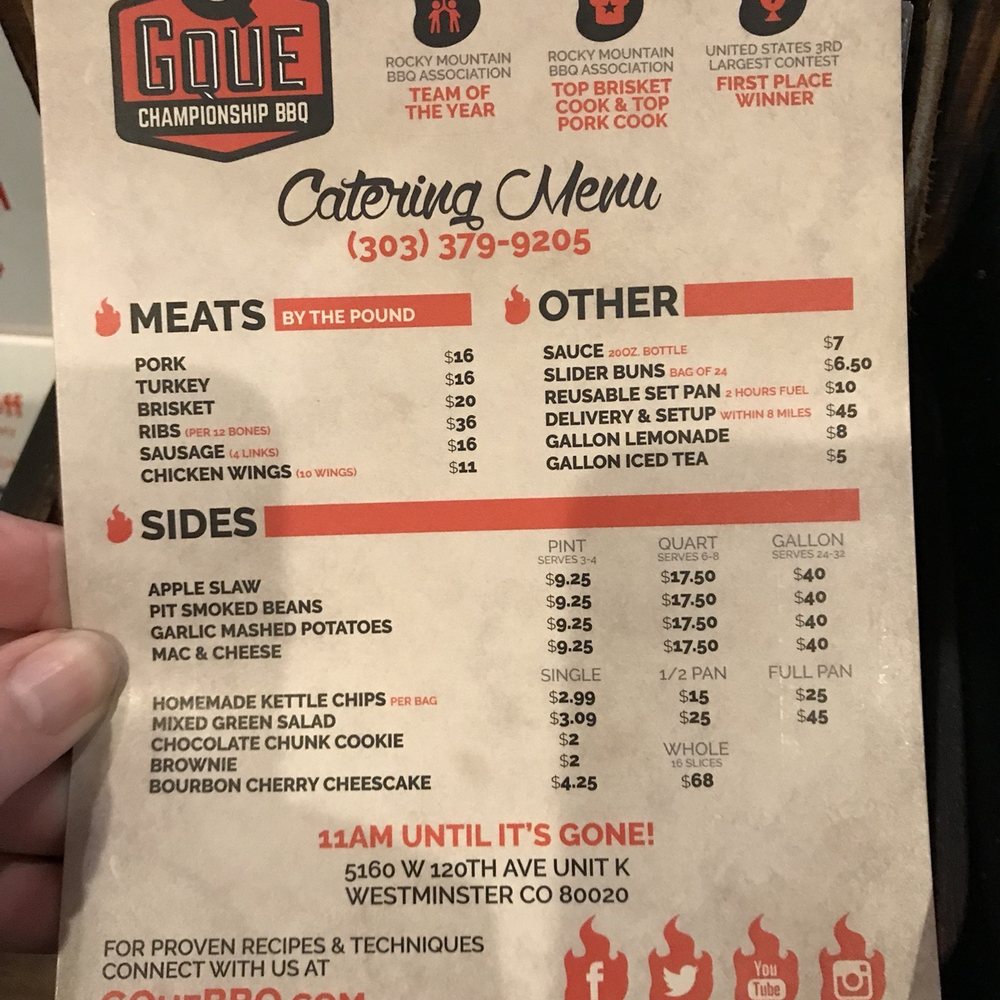 GQUE
CHAMPIONSHIP BBQ
ROCKY MOUNTAIN
BBQ ASSOCIATION
TEAM OF
THE YEAR
ROCKY MOUNTAIN
BBQ ASSOCIATION
TOP BRISKET
COOK & TOP
PORK COOK
UNITED STATES 3RD
LARGEST CONTEST
FIRST PLACE
WINNER
Catering Menu
(303) 379-9205
MEATS BY THE POUND
PORK $16
TURKEY $16
BRISKET $20
RIBS (PER 12 BONES) $36
SAUSAGE (4 LINKS) $16
CHICKEN WINGS (10 WINGS) $11
OTHER
SAUCE 20OZ. BOTTLE $7
SLIDER BUNS BAG OF 24 $6.50
REUSABLE SET PAN 2 HOURS FUEL $10
DELIVERY & SETUP WITHIN 8 MILES $45
GALLON LEMONADE $8
GALLON ICED TEA $5
SIDES
PINT QUART GALLON
SERVES 3-4 SERVES 6-8 SERVES 24-32
APPLE SLAW $9.25 $17.50 $40
PIT SMOKED BEANS $9.25 $17.50 $40
GARLIC MASHED POTATOES $9.25 $17.50 $40
MAC & CHEESE $9.25 $17.50 $40
SINGLE 1/2 PAN FULL PAN
HOMEMADE KETTLE CHIPS PER BAG $2.99 $15 $25
MIXED GREEN SALAD $3.09 $25 $45
CHOCOLATE CHUNK COOKIE $2
BROWNIE $2
WHOLE
16 SLICES
BOURBON CHERRY CHEESCAKE $4.25 $68
11AM UNTIL IT'S GONE!
5160 W 120TH AVE UNIT K
WESTMINSTER CO 80020
FOR PROVEN RECIPES & TECHNIQUES
CONNECT WITH US AT
GQUEBBQ.COM
f
You
Tube